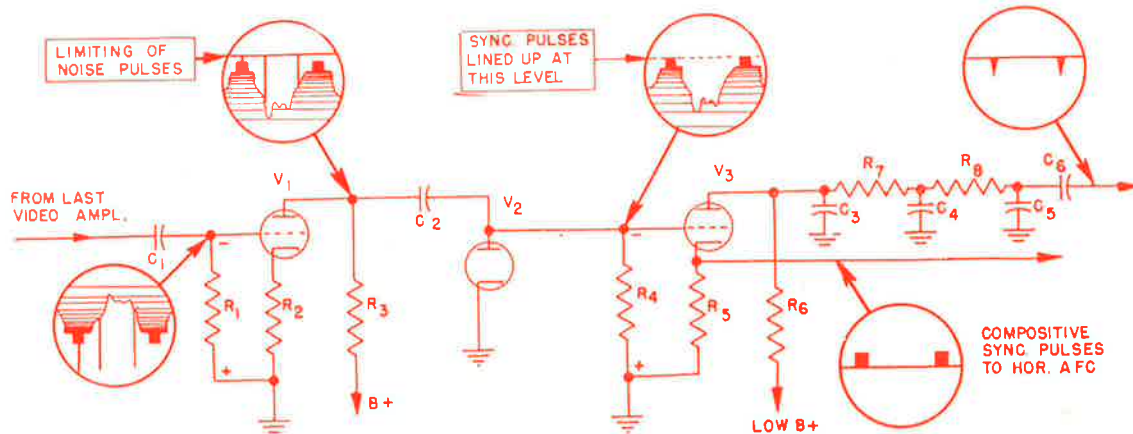 LIMITING OF
NOISE PULSES
SYNC. PULSES
LINED UP AT
THIS LEVEL
FROM LAST
VIDEO AMPL.
C1
R1
+
-
V1
R2
R3
B+
C2
V2
-
R4
+
V3
R5
R6
LOW B+
C3
R7
C4
R8
C5
C6
COMPOSITIVE
SYNC PULSES
TO HOR. AFC